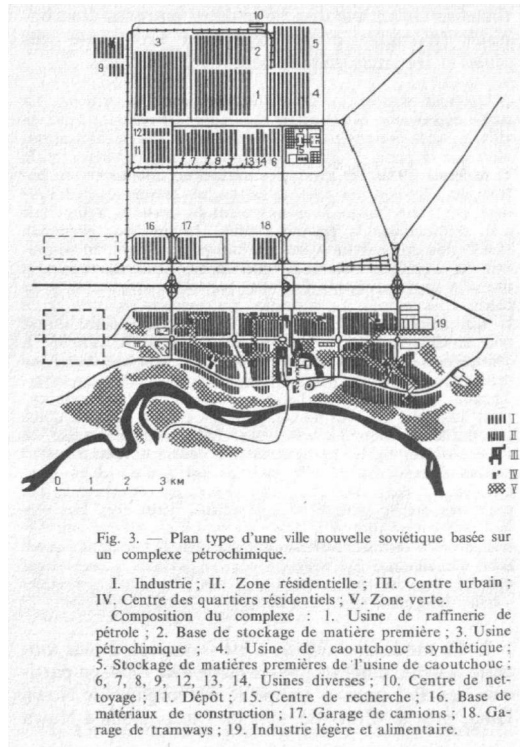 10
3
2
5
8
9
1
4
12
11
7 8 13 14 6
16
17
18
19
I
II
III
IV
V
0 1 2 3 км
Fig. 3. — Plan type d'une ville nouvelle soviétique basée sur
un complexe pétrochimique.
I. Industrie ; II. Zone résidentielle ; III. Centre urbain ;
IV. Centre des quartiers résidentiels ; V. Zone verte.
Composition du complexe : 1. Usine de raffinerie de
pétrole ; 2. Base de stockage de matière première ; 3. Usine
pétrochimique ; 4. Usine de caoutchouc synthétique ;
5. Stockage de matières premières de l'usine de caoutchouc ;
6, 7, 8, 9, 12, 13, 14. Usines diverses ; 10. Centre de net-
toyage ; 11. Dépôt ; 15. Centre de recherche ; 16. Base de
matériaux de construction ; 17. Garage de camions ; 18. Ga-
rage de tramways ; 19. Industrie légère et alimentaire.